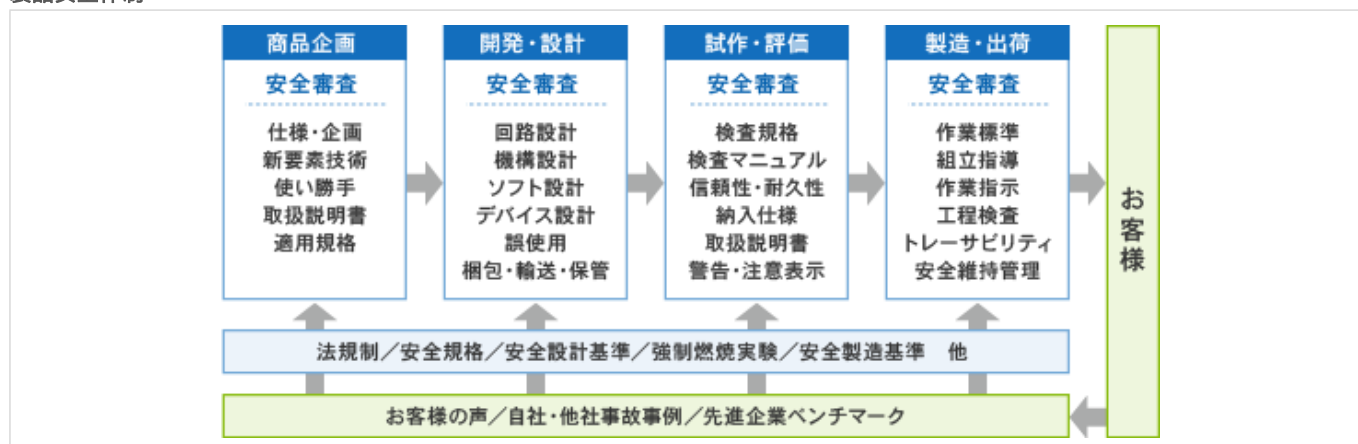 商品企画
安全審査
仕様・企画
新要素技術
使い勝手
取扱説明書
適用規格
開発・設計
安全審査
回路設計
機構設計
ソフト設計
デバイス設計
誤使用
梱包・輸送・保管
試作・評価
安全審査
検査規格
検査マニュアル
信頼性・耐久性
納入仕様
取扱説明書
警告・注意表示
製造・出荷
安全審査
作業標準
組立指導
作業指示
工程検査
トレーサビリティ
安全維持管理
お客様
法規制／安全規格／安全設計基準／強制燃焼実験／安全製造基準　他
お客様の声／自社・他社事故事例／先進企業ベンチマーク